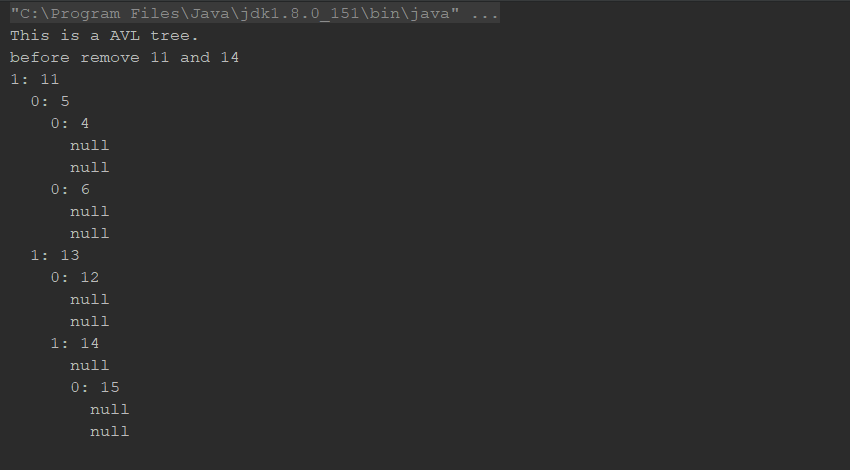 "C:\Program Files\Java\jdk1.8.0_151\bin\java" ...
This is a AVL tree.
before remove 11 and 14
1: 11
  0: 5
    0: 4
      null
      null
    0: 6
      null
      null
  1: 13
    0: 12
      null
      null
    1: 14
      null
      0: 15
        null
        null